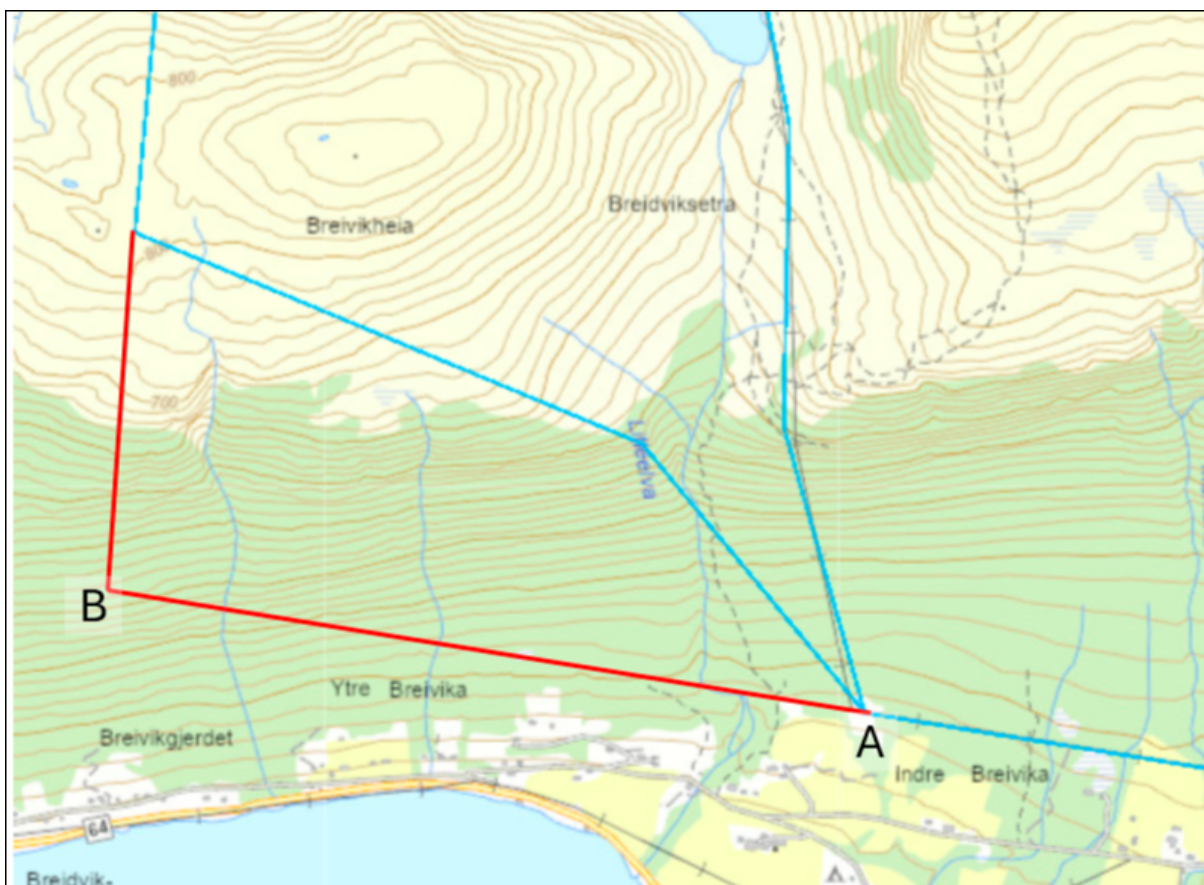 800
Breidviksetra
Breivikheia
800
700
Litleelva
B
Ytre Breivika
Breivikgjerdet
A
Indre Breivika
64
Breidvik-